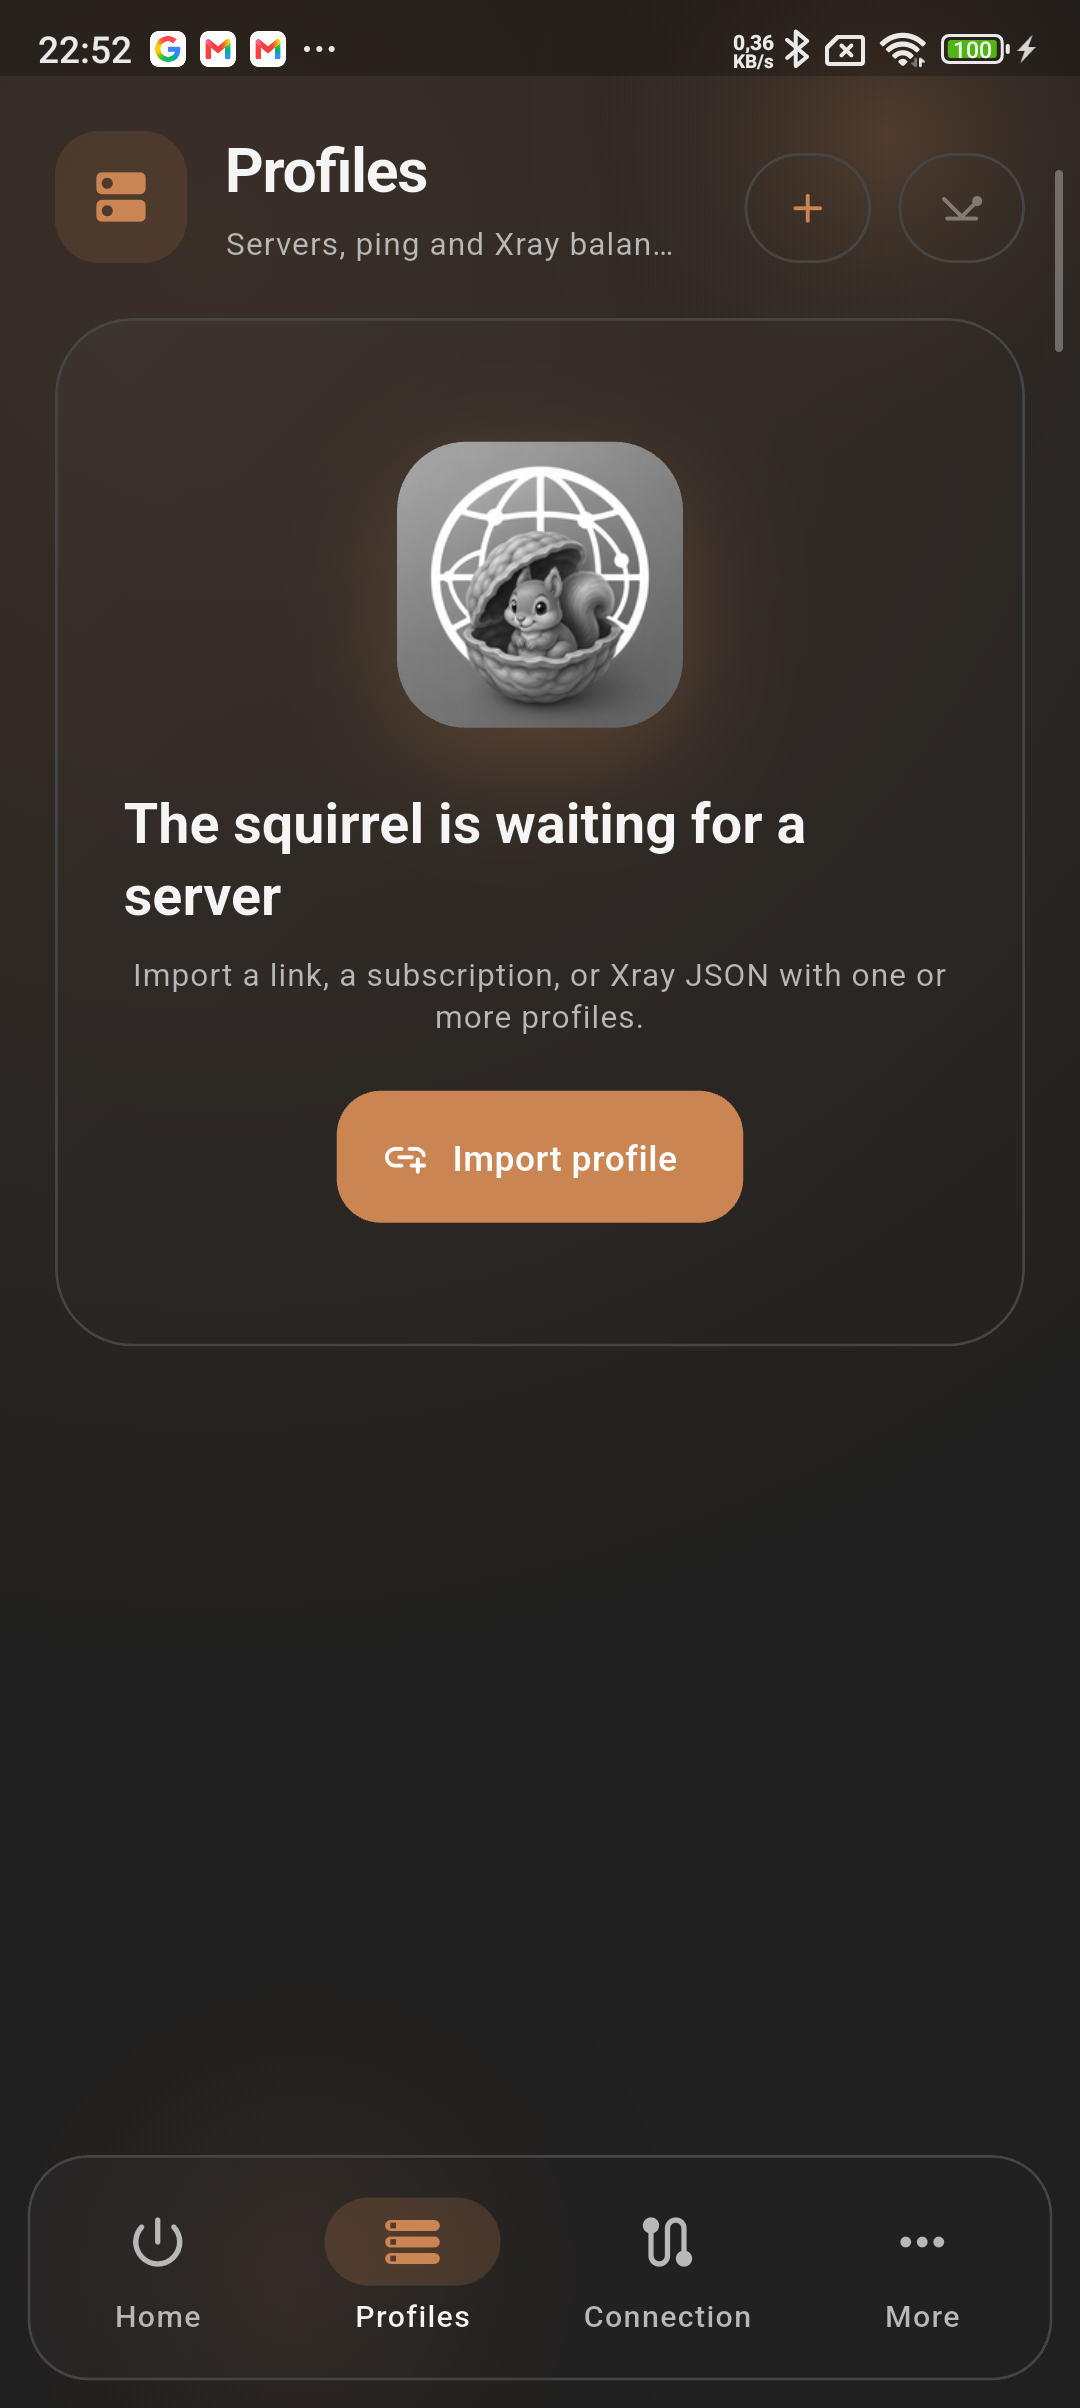 22:52
0,36
KB/s
100
Profiles
Servers, ping and Xray balan...
The squirrel is waiting for a
server
Import a link, a subscription, or Xray JSON with one or
more profiles.
Import profile
Home
Profiles
Connection
More